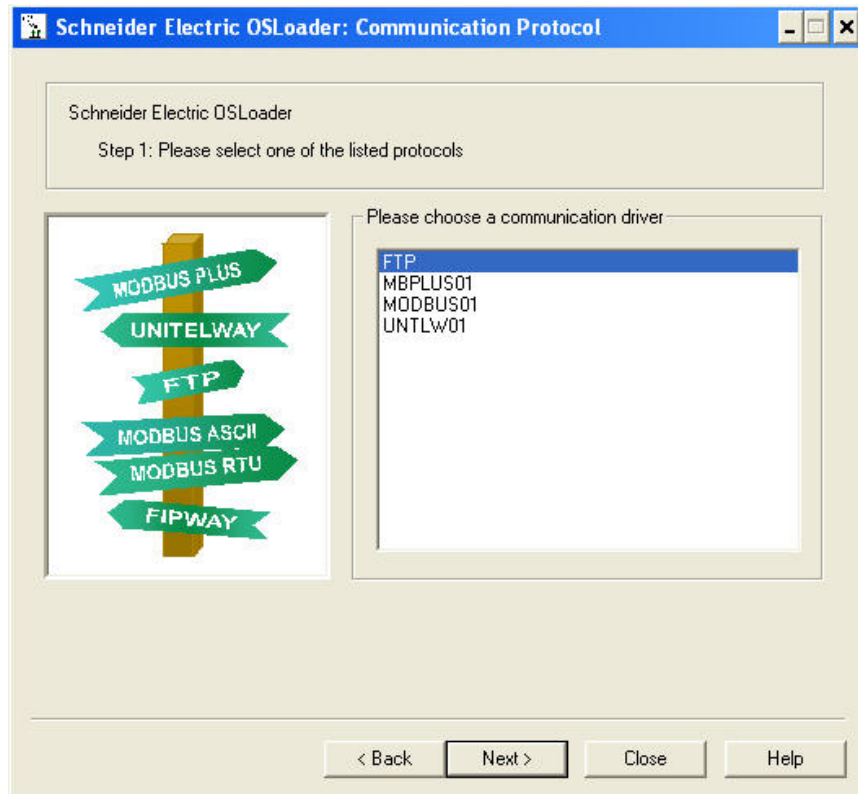 Schneider Electric OSLoader: Communication Protocol
Schneider Electric OSLoader
Step 1: Please select one of the listed protocols
MODBUS PLUS
UNITELWAY
FTP
MODBUS ASCII
MODBUS RTU
FIPWAY
Please choose a communication driver
FTP
MBPLUS01
MODBUS01
UNTLW01
< Back
Next >
Close
Help